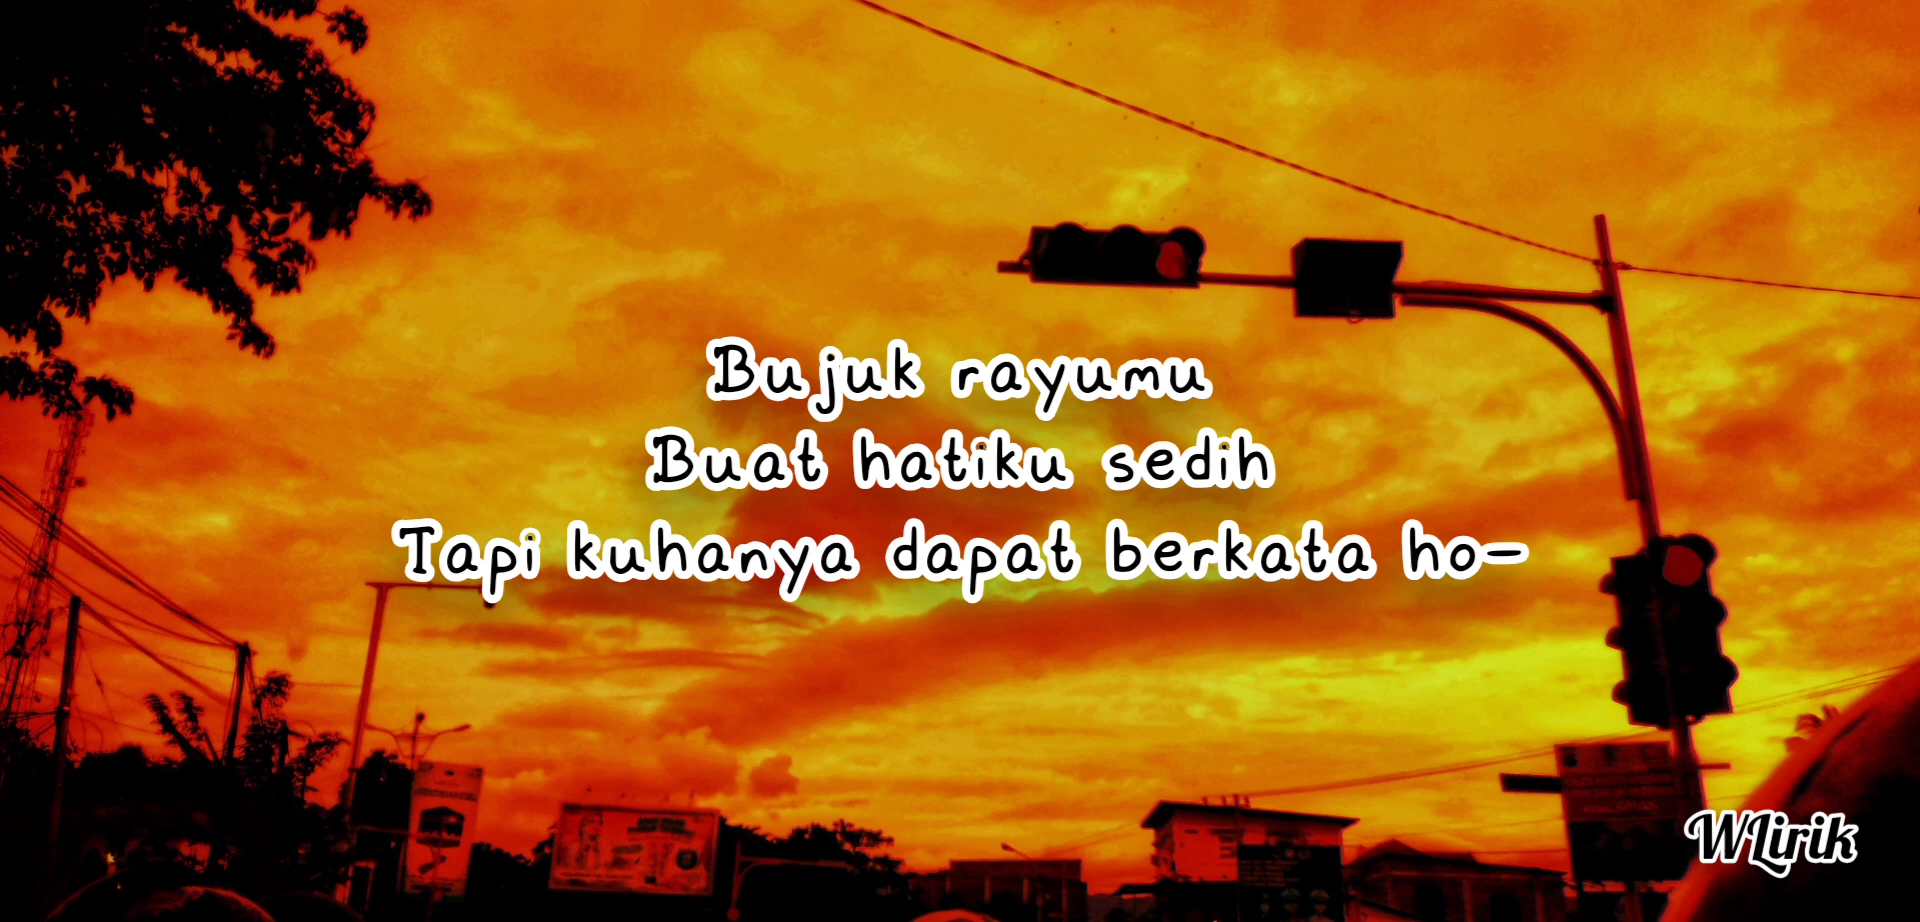 Bujuk rayumu
Buat hatiku sedih
Tapi kuhanya dapat berkata ho-
WLirik